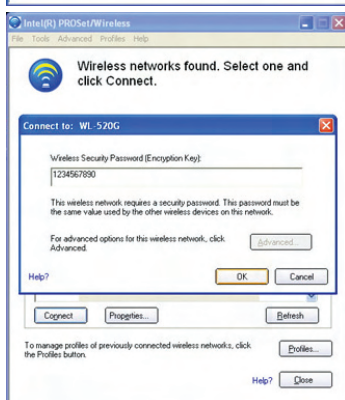 Intel(R) PROSet/Wireless
File Tools Advanced Profiles Help
Wireless networks found. Select one and
click Connect.
Connect to: WL-520G
Wireless Security Password (Encryption Key):
1234567890
This wireless network requires a security password. This password must be
the same value used by the other wireless devices on this network.
For advanced options for this wireless network, click
Advanced.
Advanced...
Help?
OK
Cancel
Connect
Properties...
Refresh
To manage profiles of previously connected wireless networks, click
the Profiles button.
Profiles...
Help?
Close